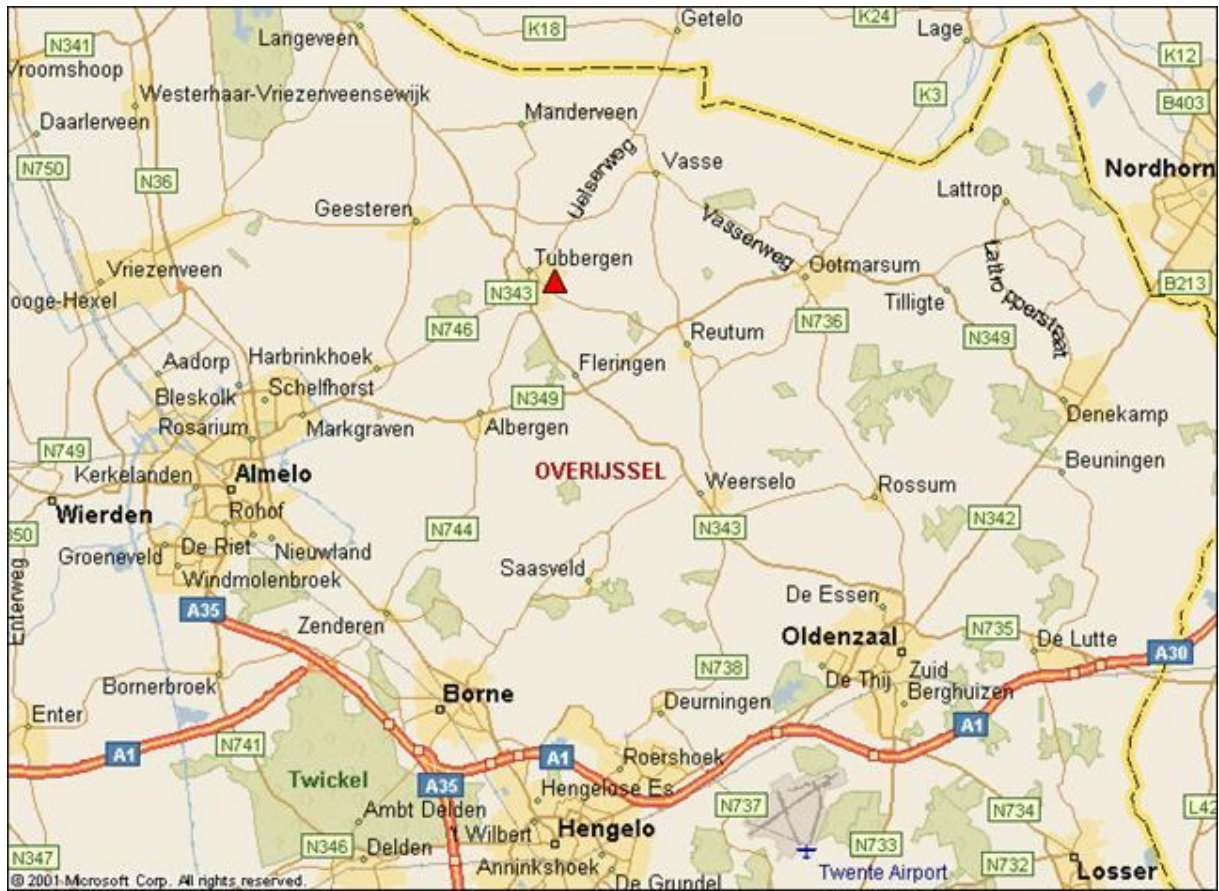 K18
Getelo
K24
Lage
N341
Langeveen
K12
Vroomshoop
Westerhaar-Vriezenveensewijk
K3
B403
Manderveen
Daarlerveen
Uelserweg
Vasse
Nordhorn
N750
N36
Lattrop
Geesteren
Vasserweg
Tubbergen
Ootmarsum
Vriezenveen
Lattropperstraat
B213
N343
Tilligte
ooge-Hexel
N746
N736
Reutum
N349
Aadorp
Harbrinkhoek
Fleringen
Schelfhorst
Bleskolk
N349
Denekamp
Rosarium
Markgraven
Albergen
N749
Kerkelanden
Almelo
OVERIJSSEL
Beuningen
Weerselo
Rossum
Wierden
Rohof
N342
350
N744
N343
Groeneveld
De Riet
Nieuwland
Windmolenbroek
Saasveld
Enterweg
A35
De Essen
Zenderen
Oldenzaal
N735
De Lutte
A30
N738
Zuid
Bornerbroek
De Thij
Berghuizen
Borne
Deurningen
Enter
A1
N741
A1
A1
Roershoek
Twickel
A35
Hengelose Es
N737
N734
L42
Ambt Delden
't Wilbert
Hengelo
N346
Delden
N733
N347
Anninkshoek
Twente Airport
N732
Losser
De Grundel
© 2001 Microsoft Corp. All rights reserved.